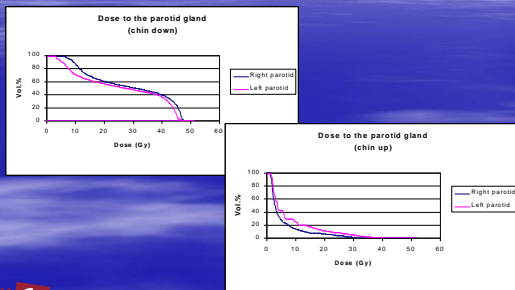 Dose to the parotid gland
(chin down)
100
80
60
40
20
0
Vol.%
0 10 20 30 40 50 60
Dose (Gy)
Right parotid
Left parotid
Dose to the parotid gland
(chin up)
100
80
60
40
20
0
Vol.%
0 10 20 30 40 50 60
Dose (Gy)
Right parotid
Left parotid